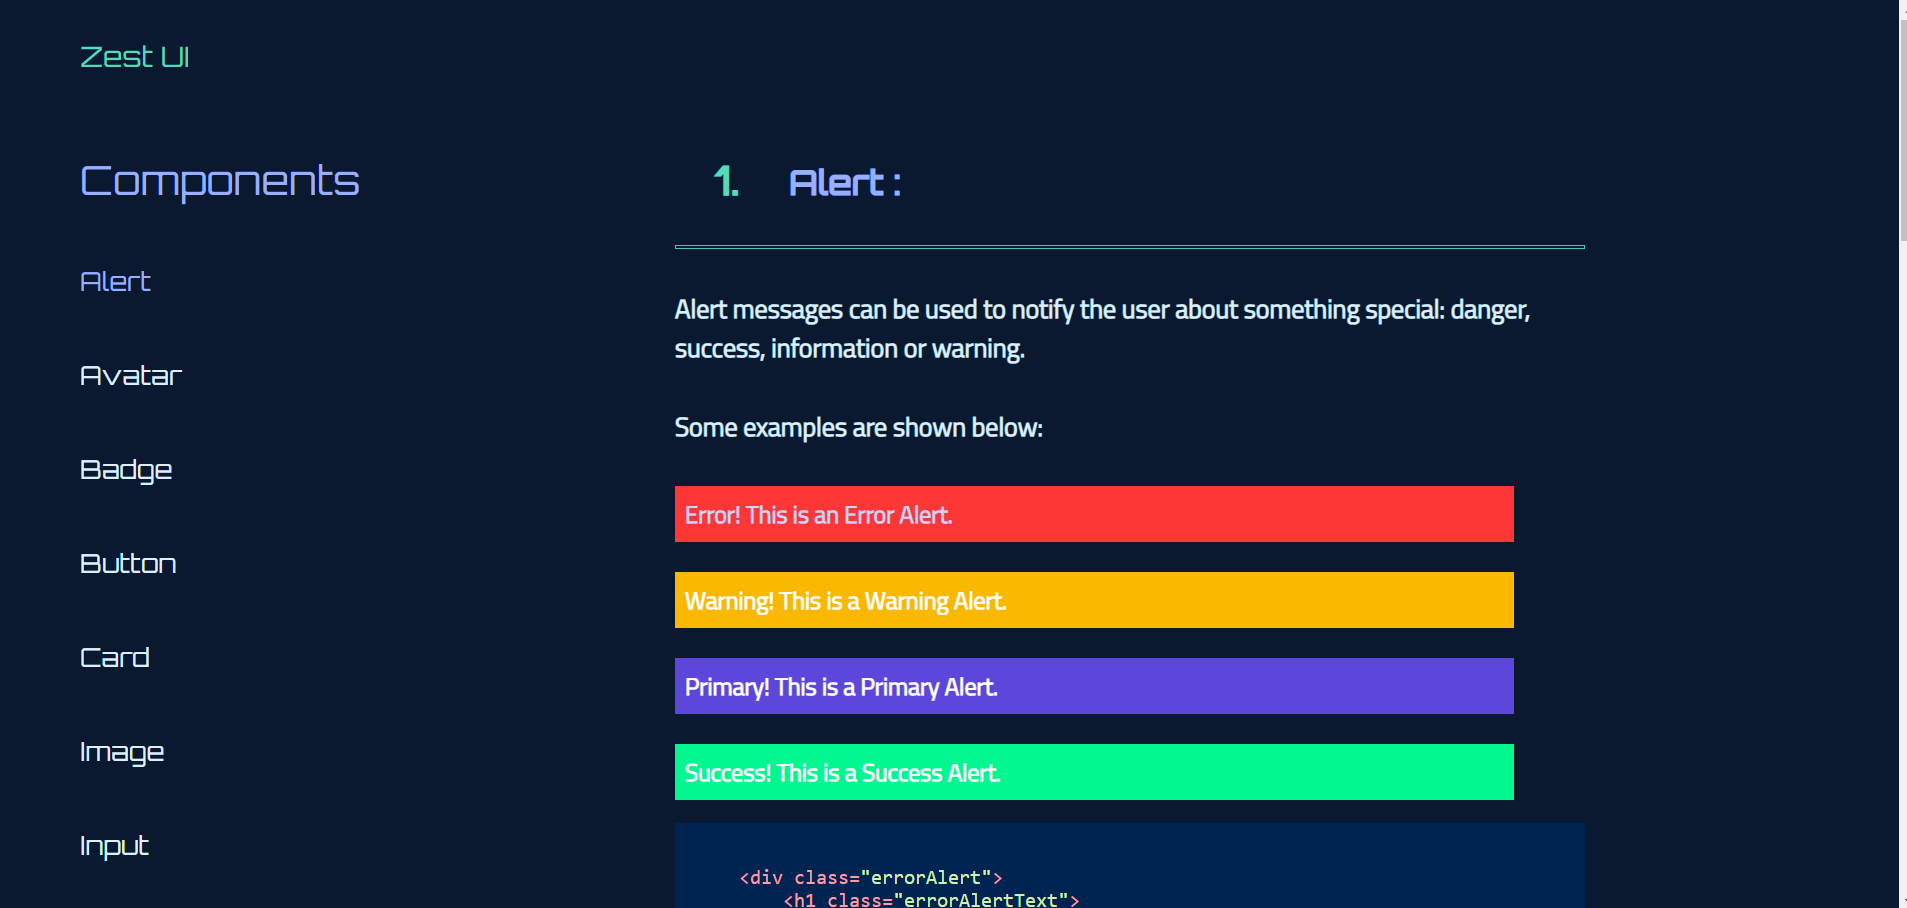 Zest UI
Components
Alert
Avatar
Badge
Button
Card
Image
Input
1. Alert :
Alert messages can be used to notify the user about something special: danger,
success, information or warning.
Some examples are shown below:
Error! This is an Error Alert.
Warning! This is a Warning Alert.
Primary! This is a Primary Alert.
Success! This is a Success Alert.
<div class="errorAlert">
<h1 class="errorAlertText">